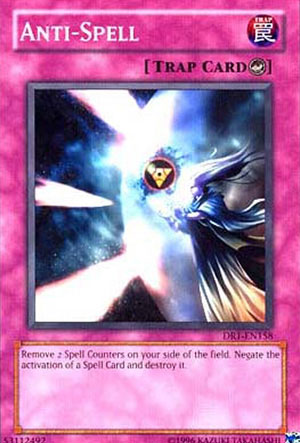 ANTI-SPELL
TRAP
罠
[TRAP CARD]
DR1-EN158
Remove 2 Spell Counters on your side of the field. Negate the
activation of a Spell Card and destroy it.
53112492
©1996 KAZUKI TAKAHASHI